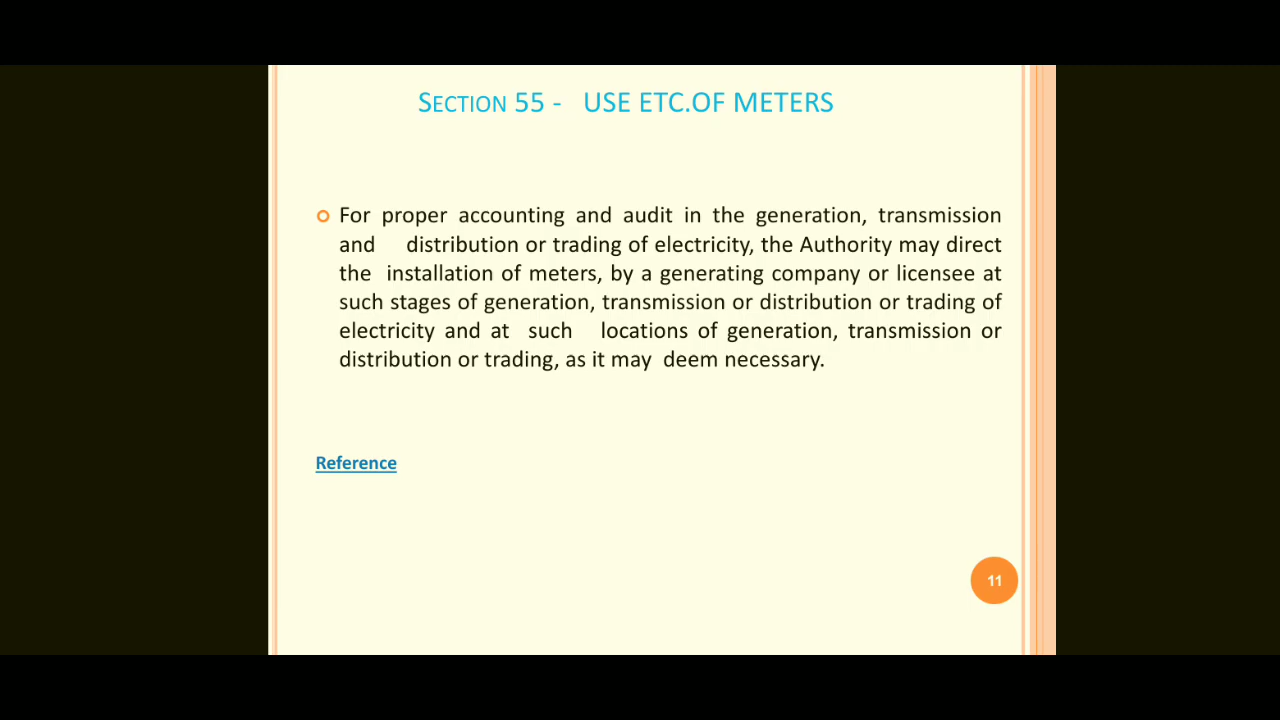 SECTION 55 - USE ETC.OF METERS
For proper accounting and audit in the generation, transmission
and distribution or trading of electricity, the Authority may direct
the installation of meters, by a generating company or licensee at
such stages of generation, transmission or distribution or trading of
electricity and at such locations of generation, transmission or
distribution or trading, as it may deem necessary.
Reference
11